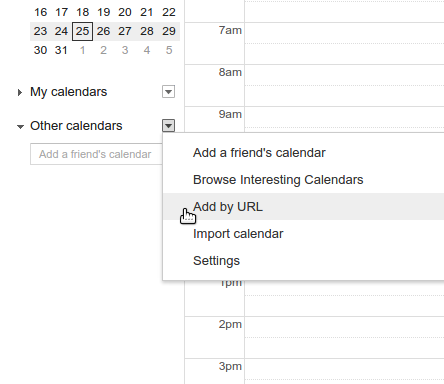 16 17 18 19 20 21 22
23 24 25 26 27 28 29
30 31 1 2 3 4 5
My calendars
Other calendars
Add a friend's calendar
7am
8am
9am
Add a friend's calendar
Browse Interesting Calendars
Add by URL
Import calendar
Settings
1pm
2pm
3pm